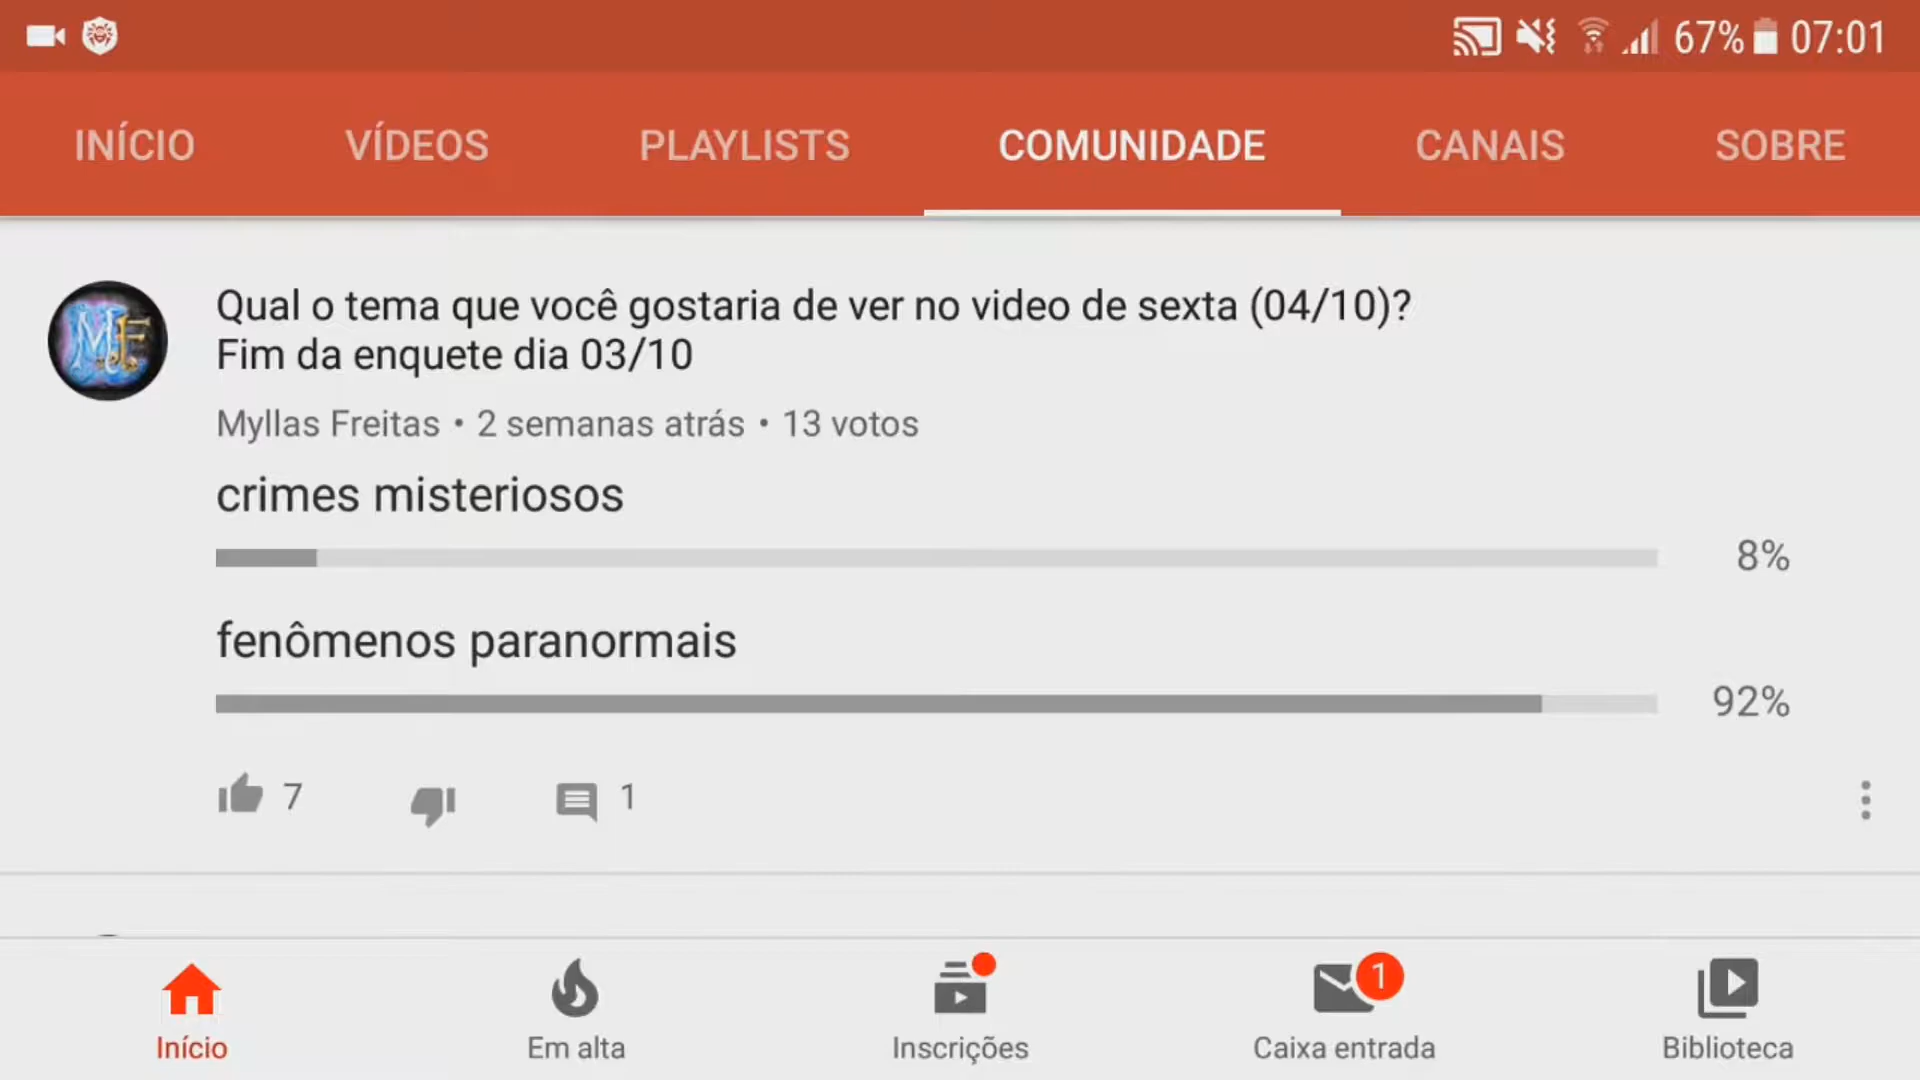 67% 07:01
INÍCIO VÍDEOS PLAYLISTS COMUNIDADE CANAIS SOBRE
MF
Qual o tema que você gostaria de ver no video de sexta (04/10)?
Fim da enquete dia 03/10
Myllas Freitas • 2 semanas atrás • 13 votos
crimes misteriosos
8%
fenômenos paranormais
92%
7 1
1
Início Em alta Inscrições Caixa entrada Biblioteca